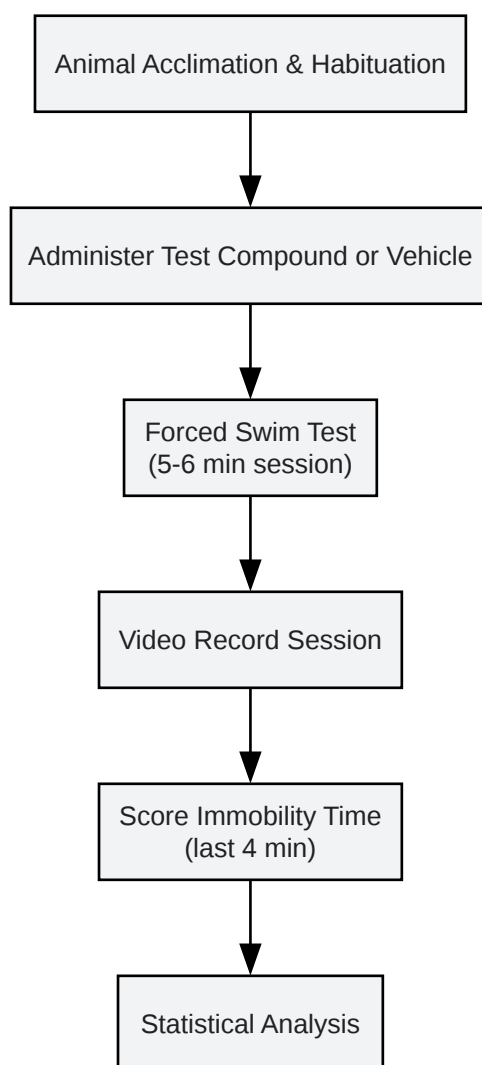 Animal Acclimation & Habituation
Administer Test Compound or Vehicle
Forced Swim Test
(5-6 min session)
Video Record Session
Score Immobility Time
(last 4 min)
Statistical Analysis